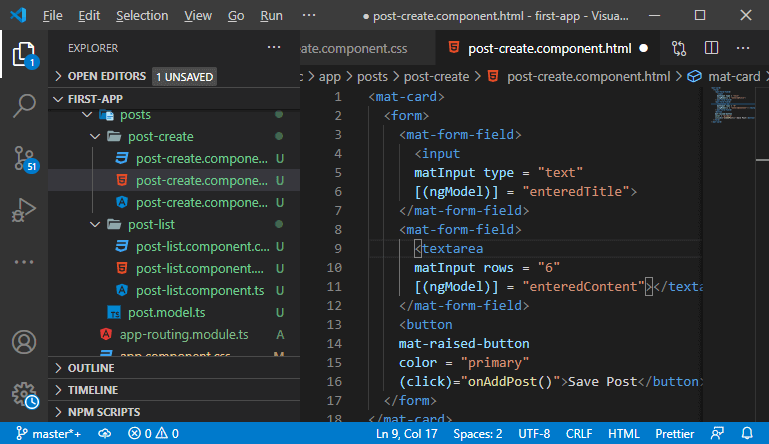 File Edit Selection View Go Run ··· ● post-create.component.html - first-app - Visua...
EXPLORER ···
OPEN EDITORS 1 UNSAVED
FIRST-APP
posts
post-create
post-create.compone... U
post-create.compone... U
post-create.compone... U
post-list
post-list.component.c... U
post-list.component.... U
post-list.component.ts U
post.model.ts U
app-routing.module.ts A
app.component.css M
OUTLINE
TIMELINE
NPM SCRIPTS
1
51
ate.component.css post-create.component.html ● ···
c > app > posts > post-create > post-create.component.html > mat-card >
1 <mat-card>
2 <form>
3 <mat-form-field>
4 <input
5 matInput type = "text"
6 [(ngModel)] = "enteredTitle">
7 </mat-form-field>
8 <mat-form-field>
9 <textarea
10 matInput rows = "6"
11 [(ngModel)] = "enteredContent"></texta
12 </mat-form-field>
13 <button
14 mat-raised-button
15 color = "primary"
16 (click)="onAddPost()">Save Post</button>
17 </form>
18 </mat-card>
master*+ 0 0 Ln 9, Col 17 Spaces: 2 UTF-8 CRLF HTML Prettier